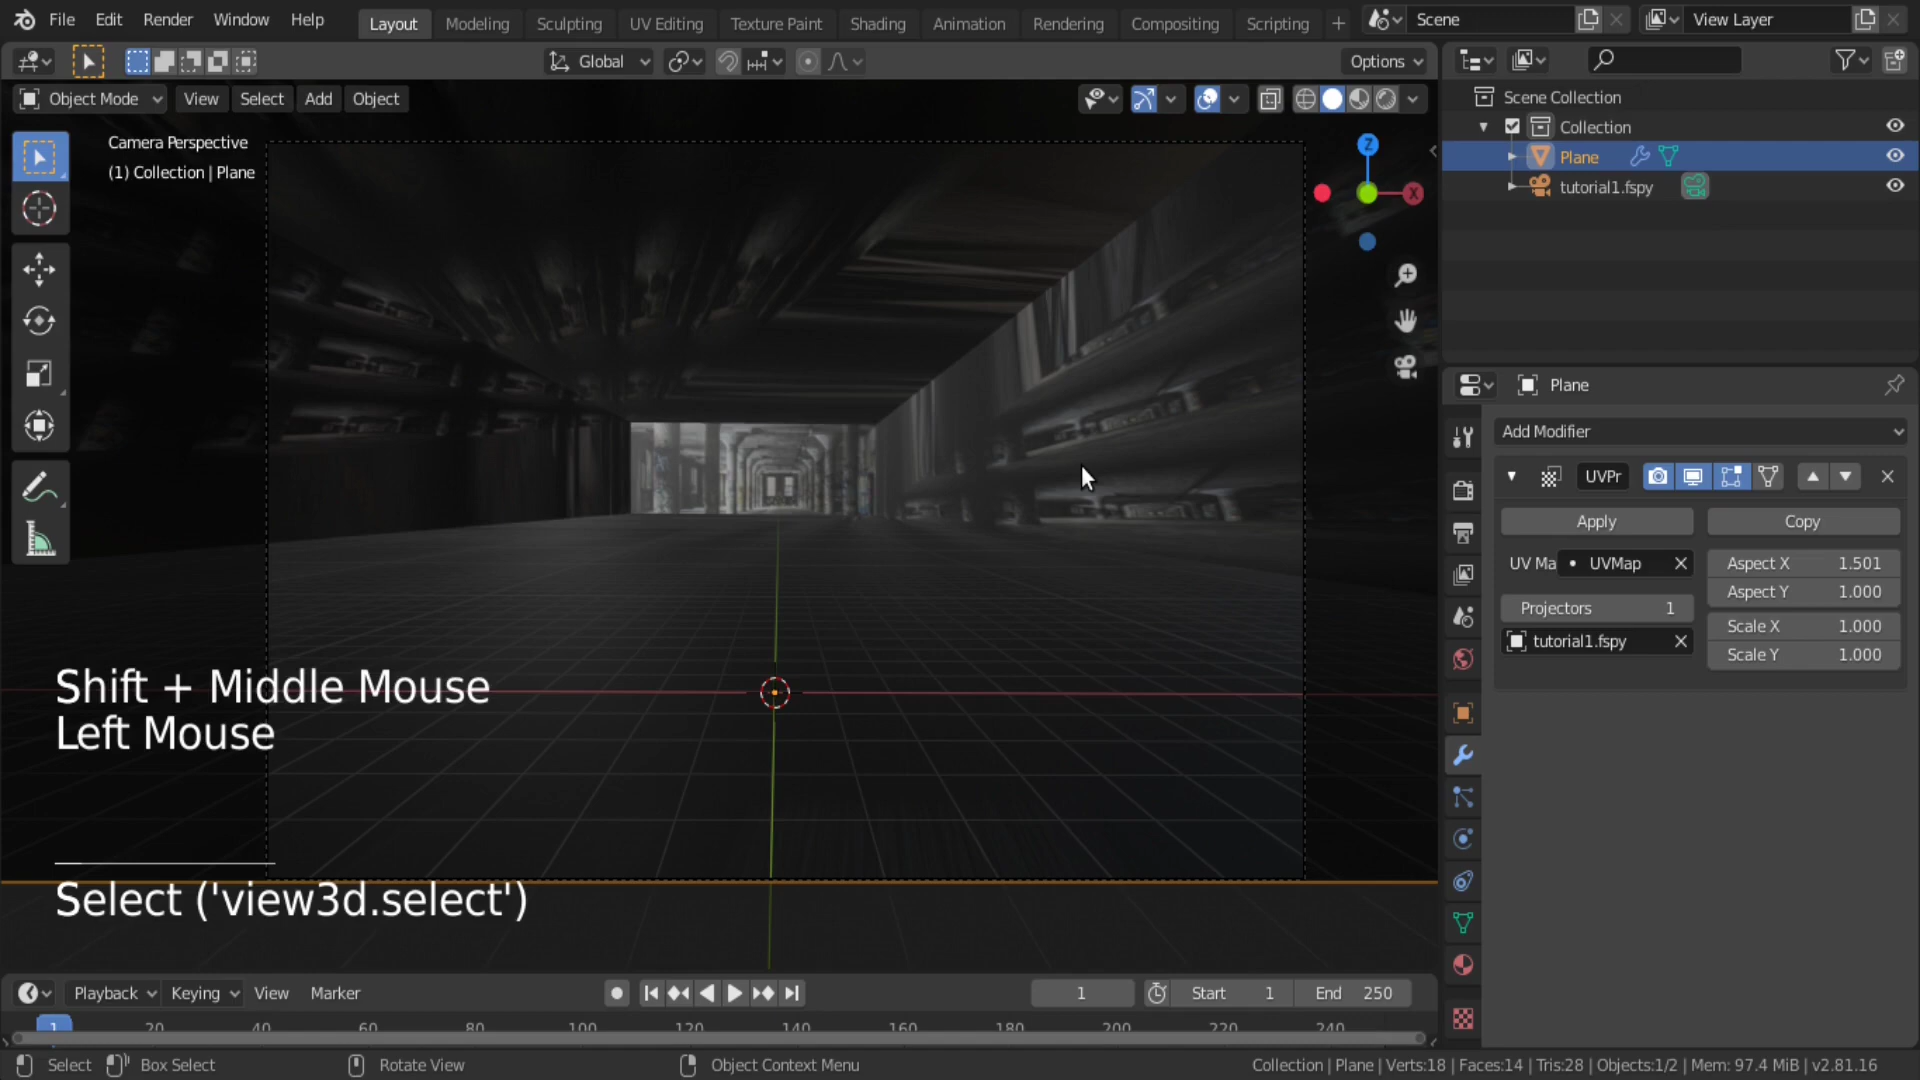 File Edit Render Window Help Layout Modeling Sculpting UV Editing Texture Paint Shading Animation Rendering Compositing Scripting + Scene View Layer
Global Options
Object Mode View Select Add Object
Camera Perspective
(1) Collection | Plane
Z
X
Scene Collection
Collection
Plane
tutorial1.fspy
Plane
Add Modifier
UVPr
Apply Copy
UV Ma UVMap Aspect X 1.501
Aspect Y 1.000
Projectors 1 Scale X 1.000
tutorial1.fspy Scale Y 1.000
Shift + Middle Mouse
Left Mouse
Select ('view3d.select')
Playback Keying View Marker 1 Start 1 End 250
1 20 40 60 80 100 120 140 160 180 200 220 240
Select Box Select Rotate View Object Context Menu Collection | Plane | Verts:18 | Faces:14 | Tris:28 | Objects:1/2 | Mem: 97.4 MiB | v2.81.16